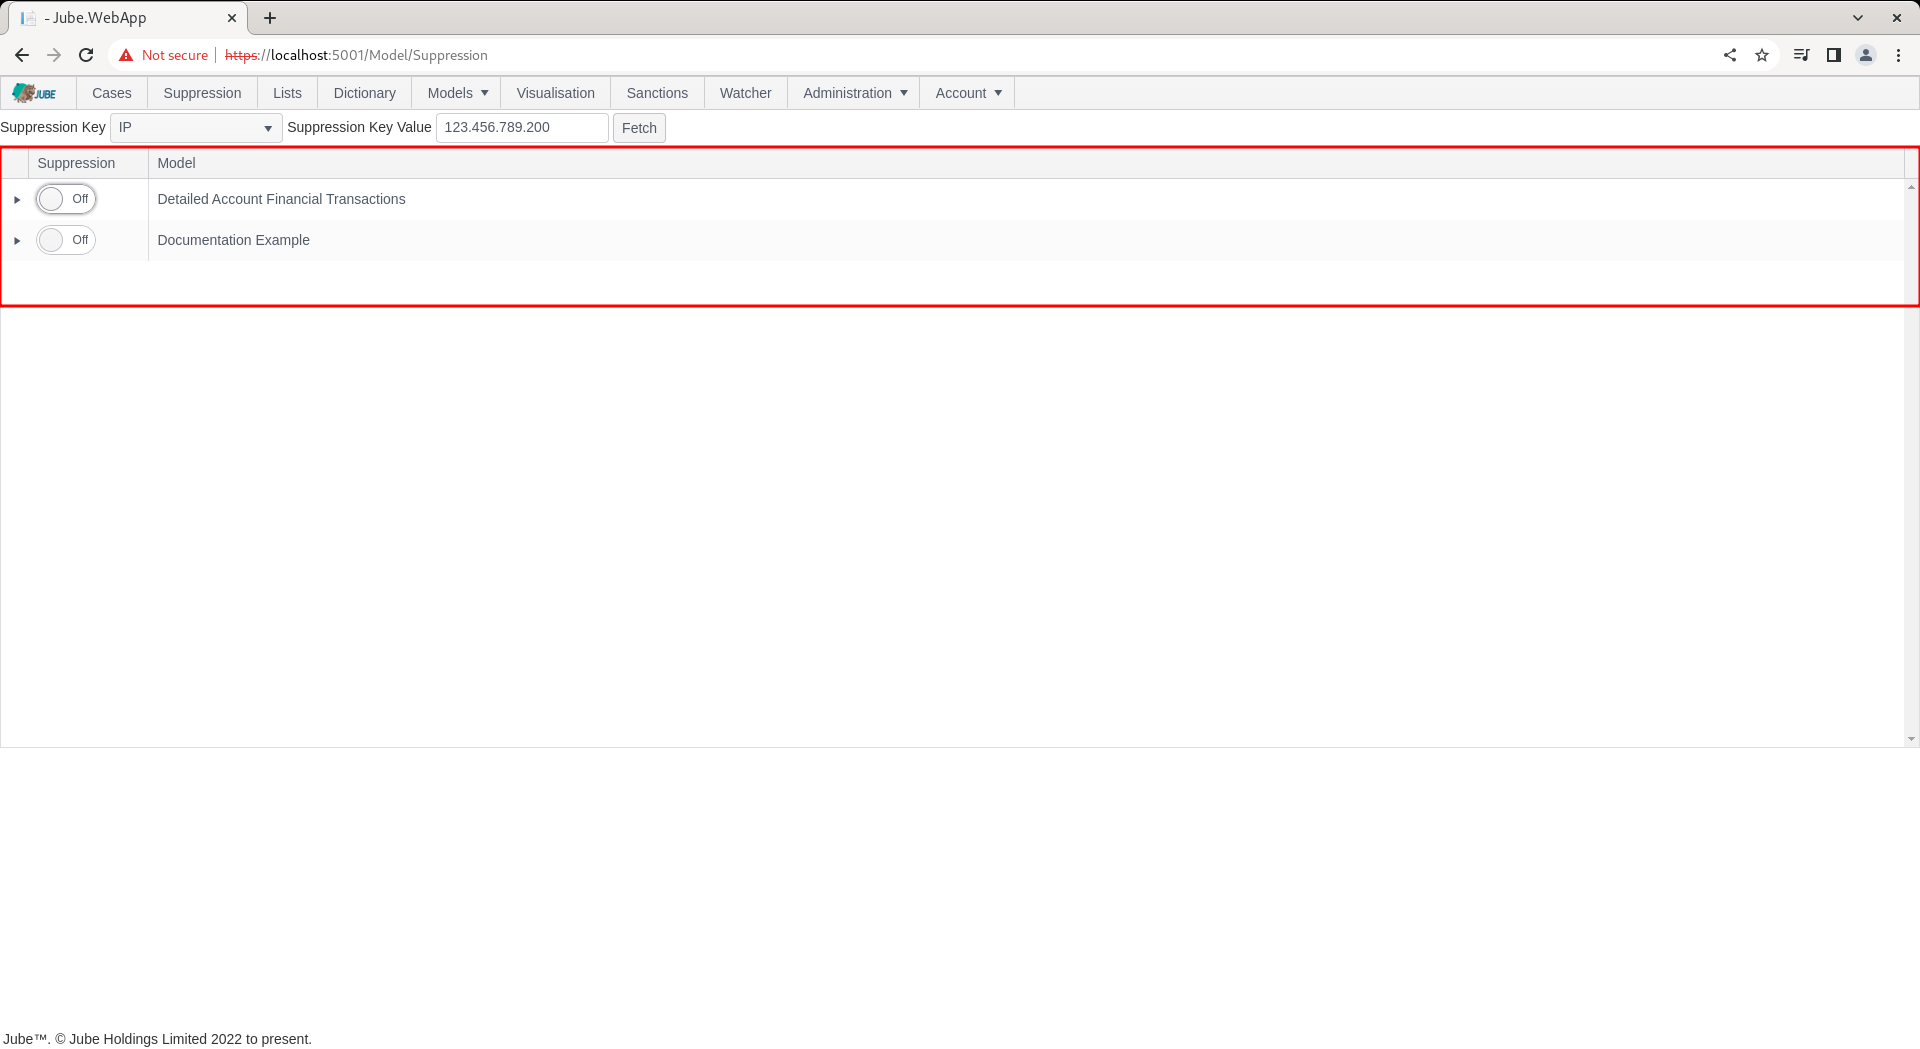 - Jube.WebApp
Not secure https://localhost:5001/Model/Suppression
JUBE Cases Suppression Lists Dictionary Models Visualisation Sanctions Watcher Administration Account
Suppression Key IP Suppression Key Value 123.456.789.200 Fetch
Suppression Model
Off Detailed Account Financial Transactions
Off Documentation Example
Jube™. © Jube Holdings Limited 2022 to present.